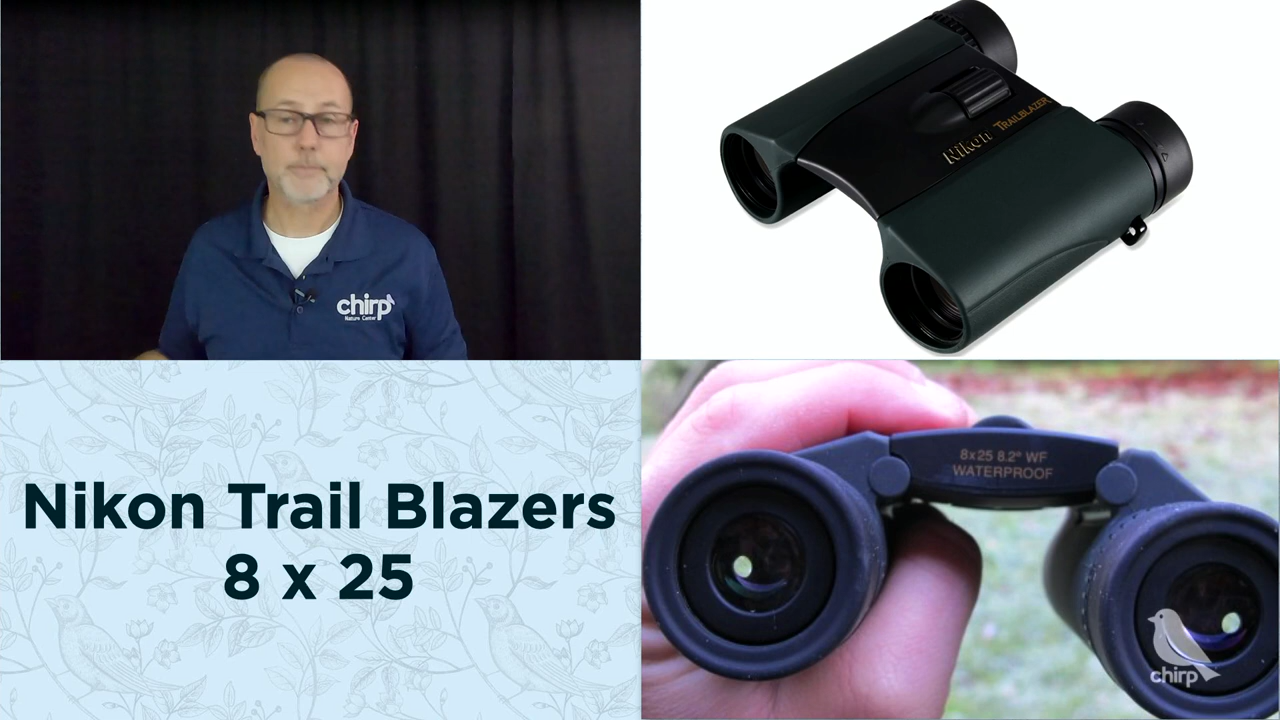 chirp
Nature Center
Nikon TRAILBLAZER
Nikon Trail Blazers
8 x 25
8x25 8.2° WF
WATERPROOF
chirp